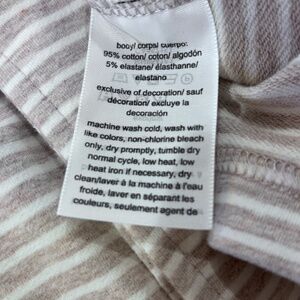 body/ corps/ cuerpo:
95% cotton/ coton/ algodón
5% elastane/ élasthanne/
elastano
exclusive of decoration/ sauf
décoration/ excluye la
decoración
machine wash cold, wash with
like colors, non-chlorine bleach
only, dry promptly, tumble dry
normal cycle, low heat, low
heat iron if necessary, dry
clean/laver à la machine à l'eau
froide, laver en séparant les
couleurs, seulement agent de